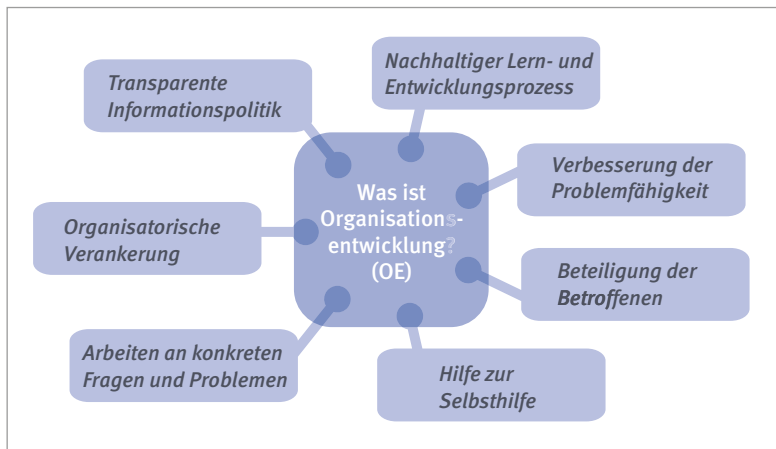 Transparente
Informationspolitik
Nachhaltiger Lern- und
Entwicklungsprozess
Was ist
Organisations-
entwicklung?
(OE)
Verbesserung der
Problemfähigkeit
Organisatorische
Verankerung
Beteiligung der
Betroffenen
Arbeiten an konkreten
Fragen und Problemen
Hilfe zur
Selbsthilfe